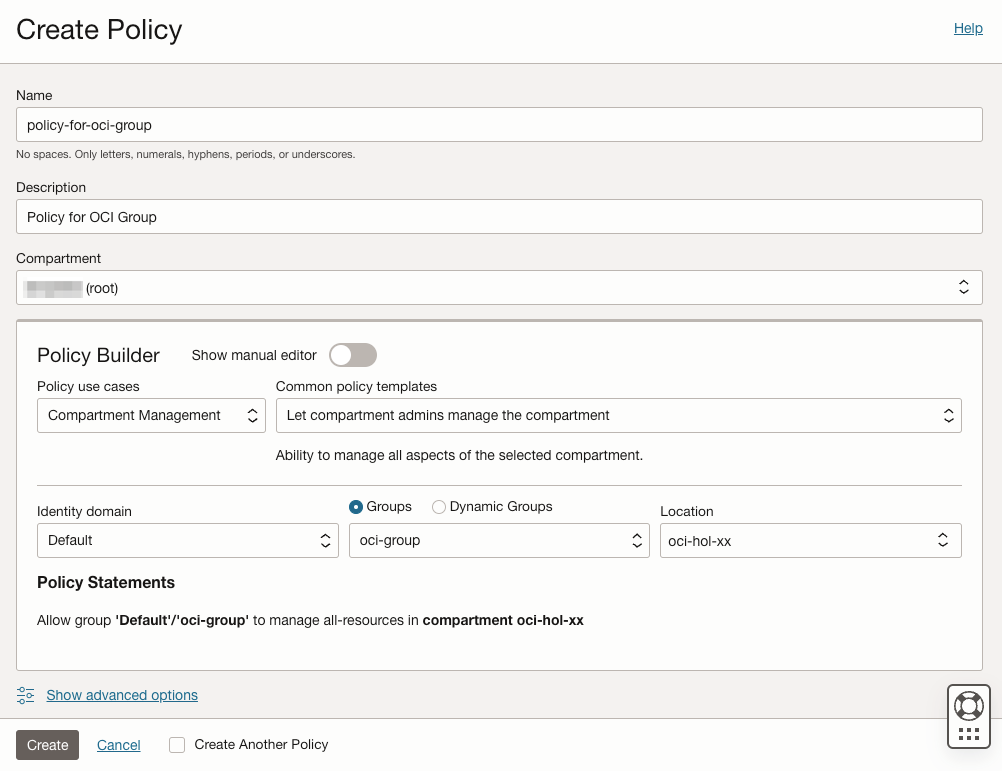 Create Policy
Help
Name
policy-for-oci-group
No spaces. Only letters, numerals, hyphens, periods, or underscores.
Description
Policy for OCI Group
Compartment
(root)
Policy Builder
Show manual editor
Policy use cases
Common policy templates
Compartment Management
Let compartment admins manage the compartment
Ability to manage all aspects of the selected compartment.
Identity domain
Groups
Dynamic Groups
Location
Default
oci-group
oci-hol-xx
Policy Statements
Allow group 'Default'/'oci-group' to manage all-resources in compartment oci-hol-xx
Show advanced options
Create
Cancel
Create Another Policy